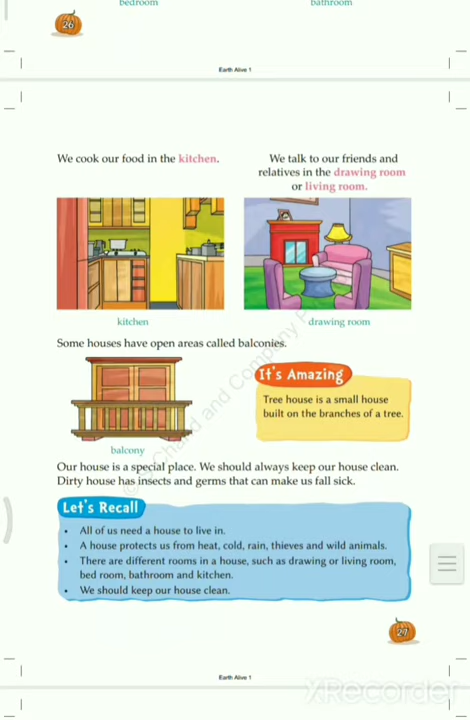 bedroom
bathroom
26
Earth Alive 1
We cook our food in the kitchen.
We talk to our friends and
relatives in the drawing room
or living room.
kitchen
drawing room
Some houses have open areas called balconies.
It's Amazing
Tree house is a small house
built on the branches of a tree.
balcony
Our house is a special place. We should always keep our house clean.
Dirty house has insects and germs that can make us fall sick.
Let's Recall
• All of us need a house to live in.
• A house protects us from heat, cold, rain, thieves and wild animals.
• There are different rooms in a house, such as drawing or living room,
bed room, bathroom and kitchen.
• We should keep our house clean.
27
Earth Alive 1
XRecorder